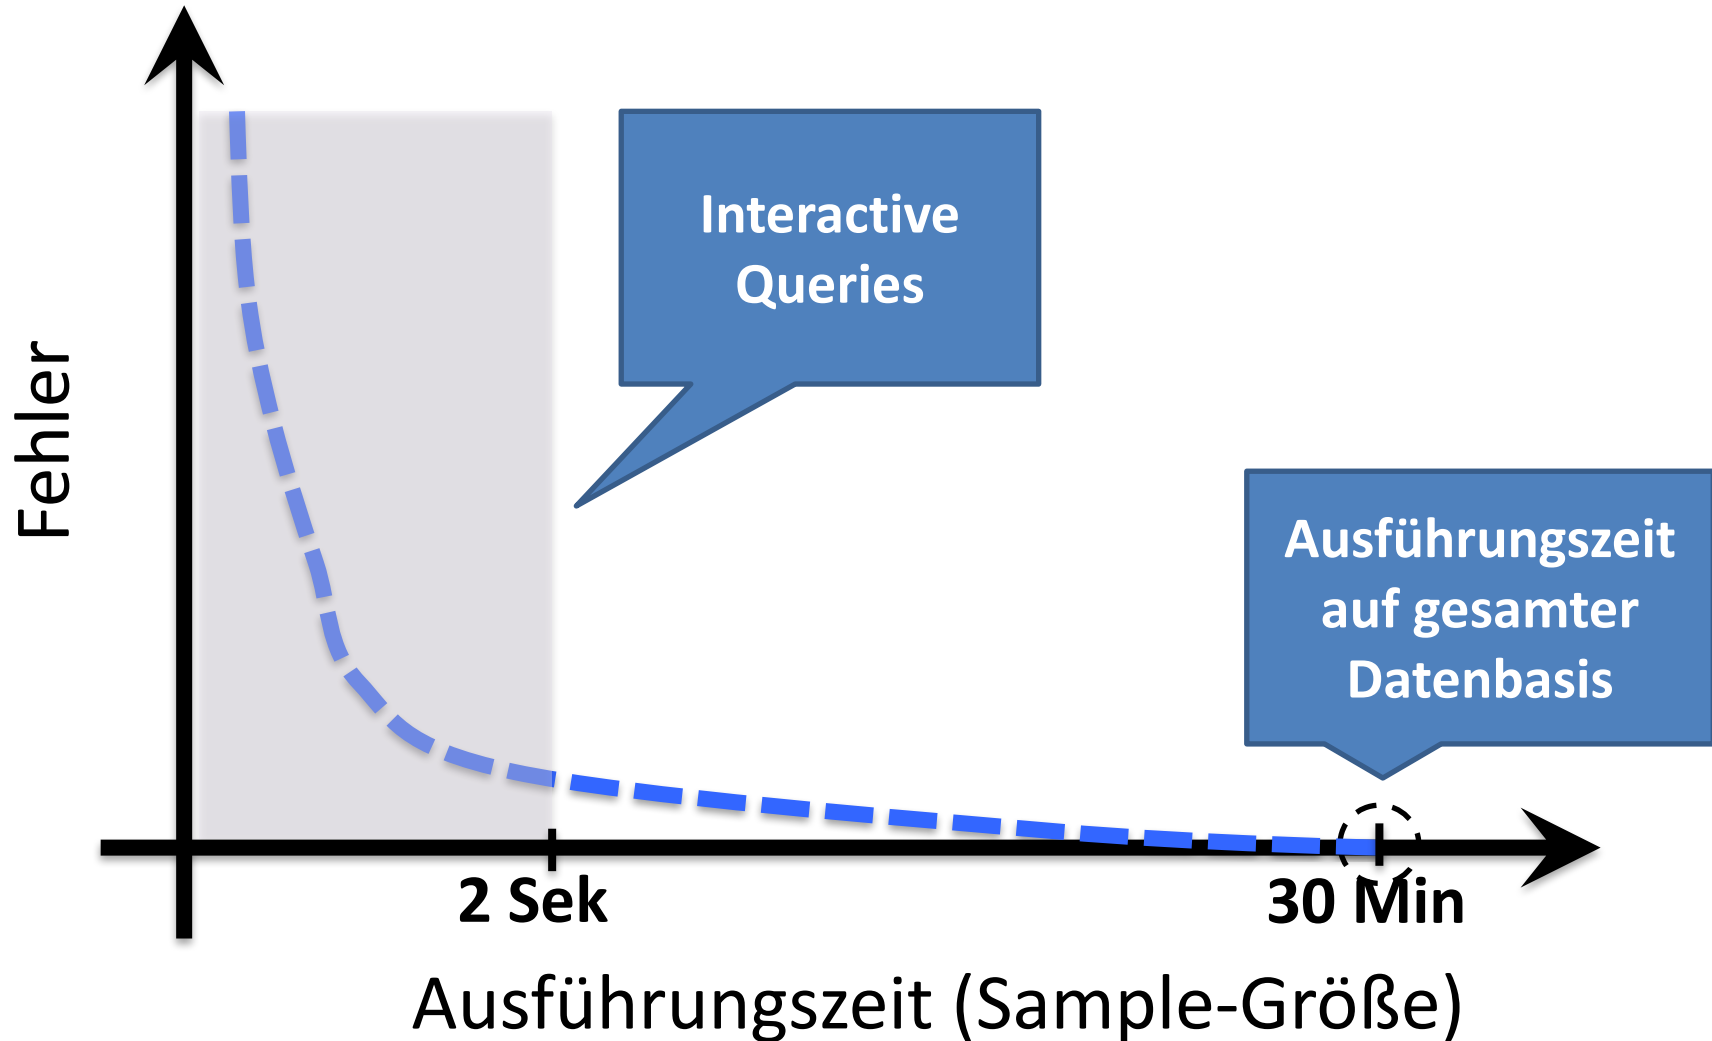 Fehler
Interactive
Queries
Ausführungszeit
auf gesamter
Datenbasis
2 Sek
30 Min
Ausführungszeit (Sample-Größe)